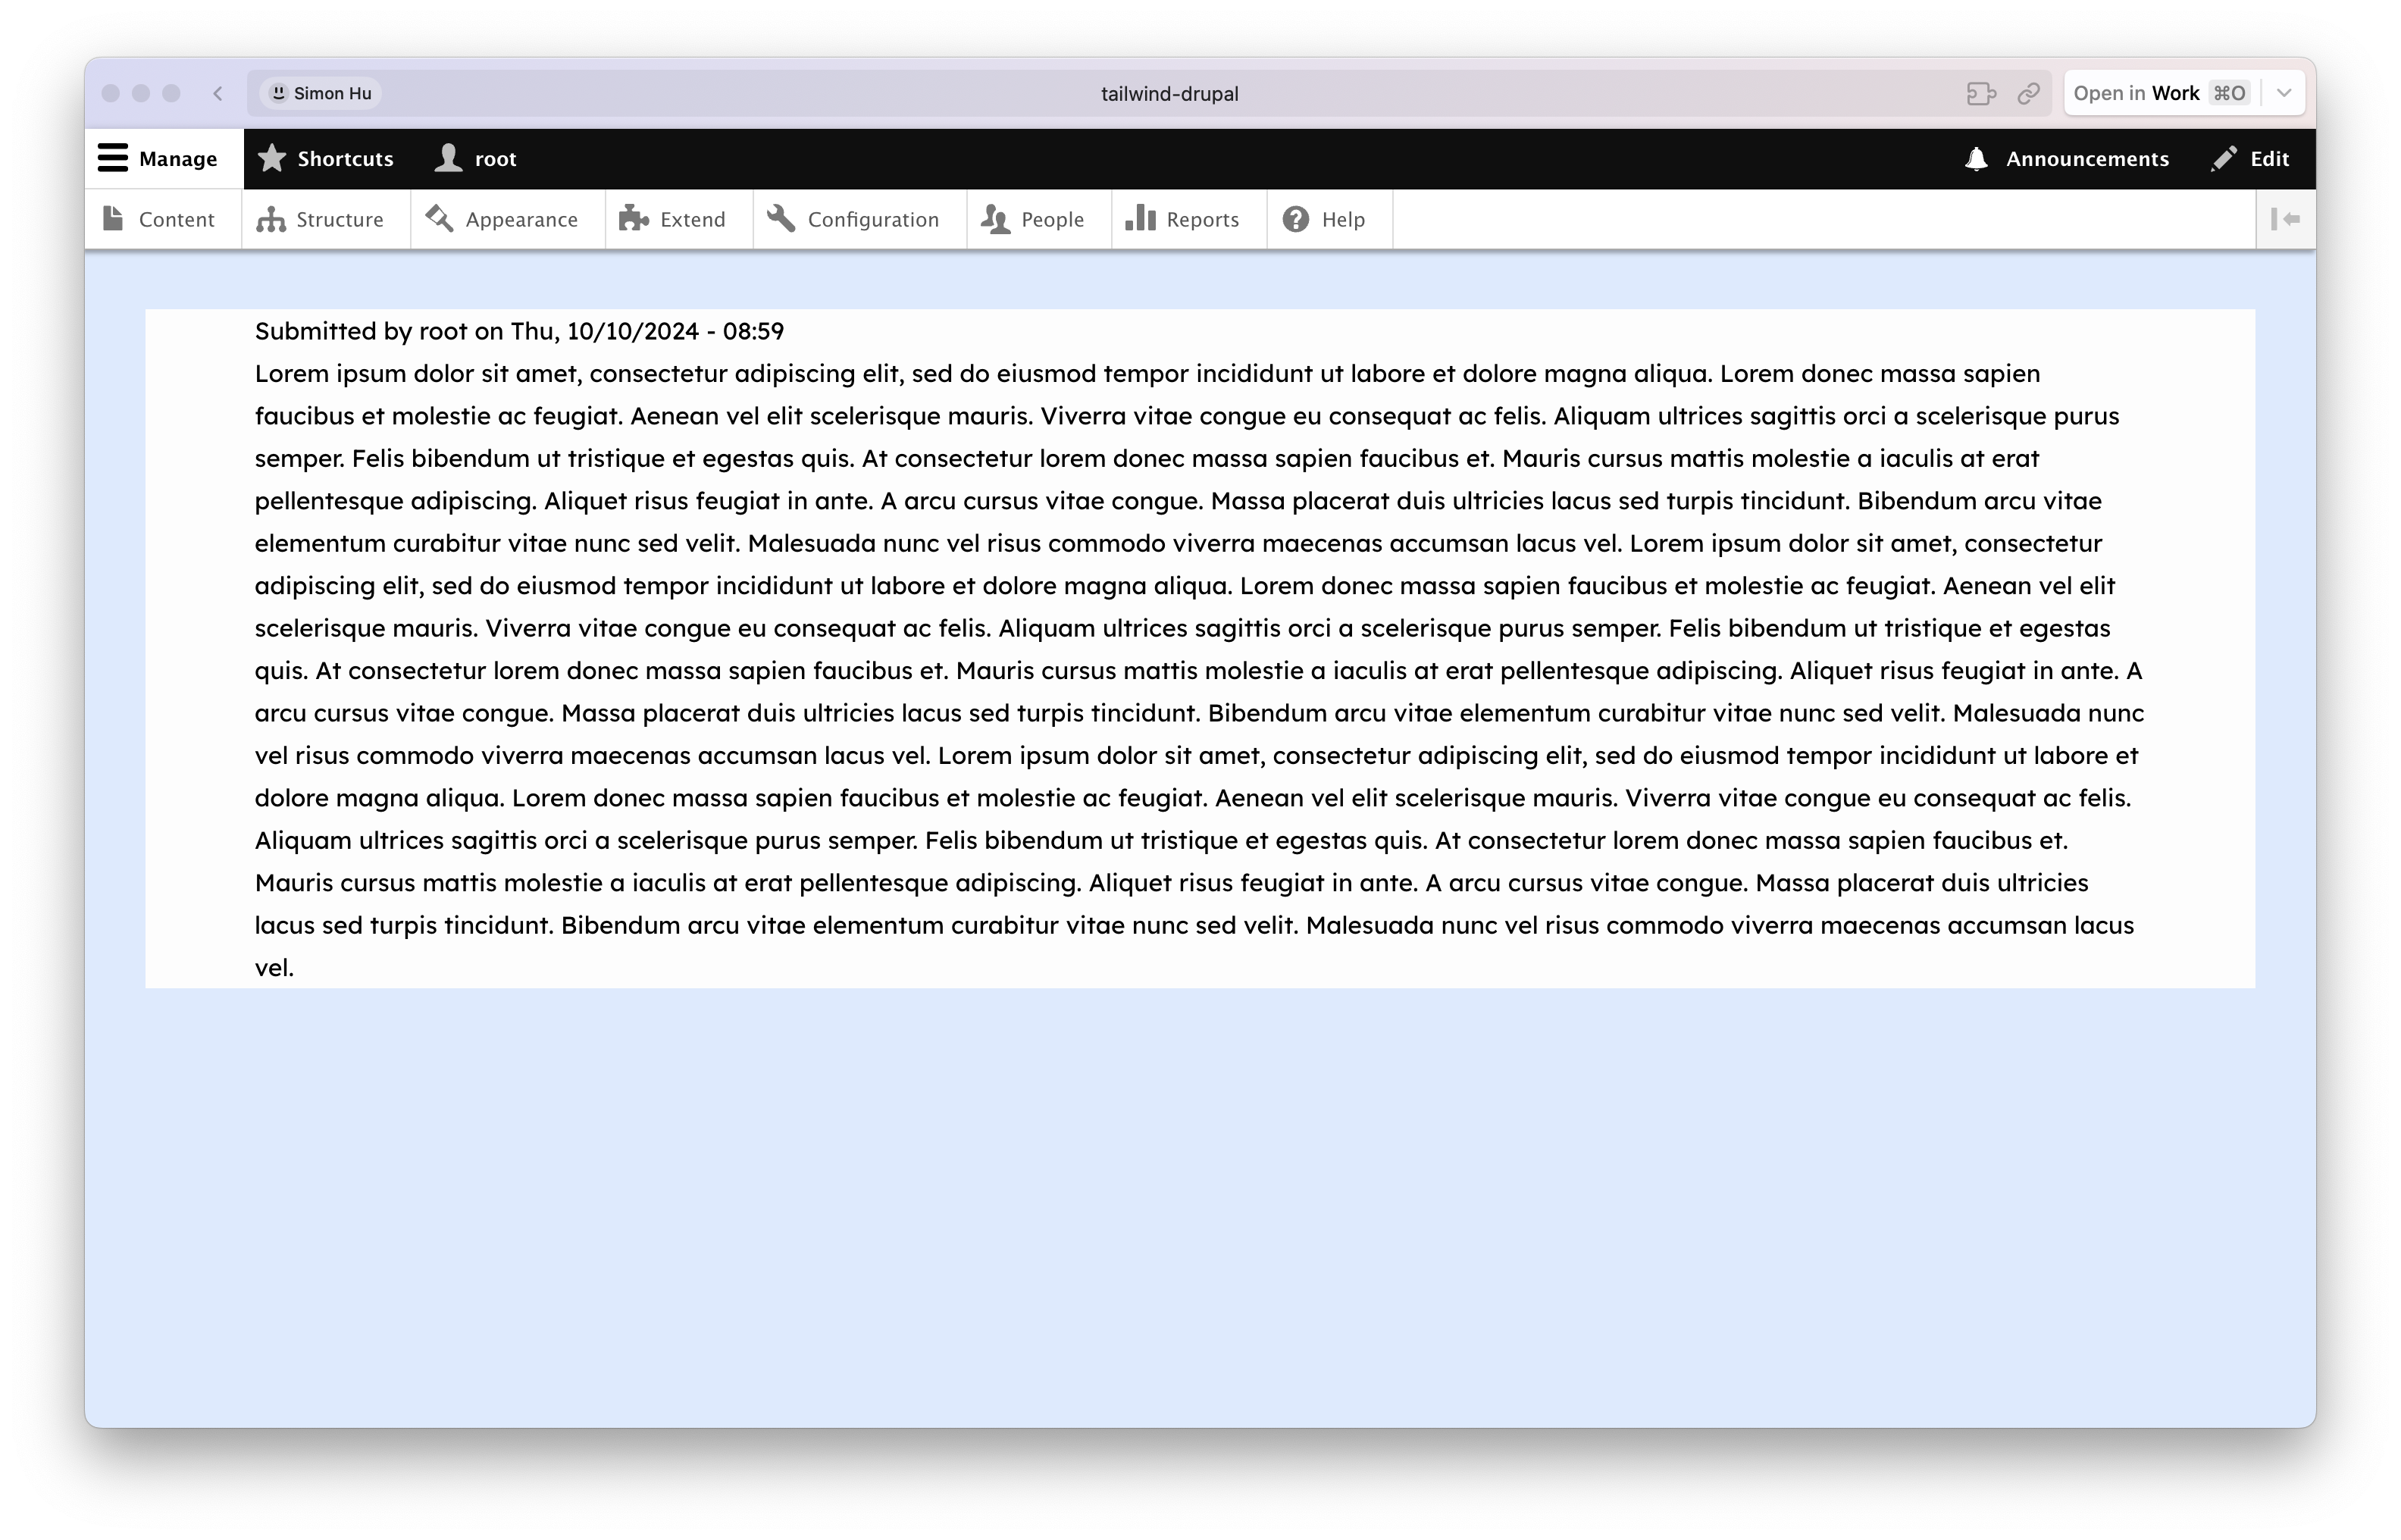 Simon Hu
tailwind-drupal
Open in Work ⌘O
Manage
Shortcuts
root
Announcements
Edit
Content
Structure
Appearance
Extend
Configuration
People
Reports
Help
Submitted by root on Thu, 10/10/2024 - 08:59
Lorem ipsum dolor sit amet, consectetur adipiscing elit, sed do eiusmod tempor incididunt ut labore et dolore magna aliqua. Lorem donec massa sapien
faucibus et molestie ac feugiat. Aenean vel elit scelerisque mauris. Viverra vitae congue eu consequat ac felis. Aliquam ultrices sagittis orci a scelerisque purus
semper. Felis bibendum ut tristique et egestas quis. At consectetur lorem donec massa sapien faucibus et. Mauris cursus mattis molestie a iaculis at erat
pellentesque adipiscing. Aliquet risus feugiat in ante. A arcu cursus vitae congue. Massa placerat duis ultricies lacus sed turpis tincidunt. Bibendum arcu vitae
elementum curabitur vitae nunc sed velit. Malesuada nunc vel risus commodo viverra maecenas accumsan lacus vel. Lorem ipsum dolor sit amet, consectetur
adipiscing elit, sed do eiusmod tempor incididunt ut labore et dolore magna aliqua. Lorem donec massa sapien faucibus et molestie ac feugiat. Aenean vel elit
scelerisque mauris. Viverra vitae congue eu consequat ac felis. Aliquam ultrices sagittis orci a scelerisque purus semper. Felis bibendum ut tristique et egestas
quis. At consectetur lorem donec massa sapien faucibus et. Mauris cursus mattis molestie a iaculis at erat pellentesque adipiscing. Aliquet risus feugiat in ante. A
arcu cursus vitae congue. Massa placerat duis ultricies lacus sed turpis tincidunt. Bibendum arcu vitae elementum curabitur vitae nunc sed velit. Malesuada nunc
vel risus commodo viverra maecenas accumsan lacus vel. Lorem ipsum dolor sit amet, consectetur adipiscing elit, sed do eiusmod tempor incididunt ut labore et
dolore magna aliqua. Lorem donec massa sapien faucibus et molestie ac feugiat. Aenean vel elit scelerisque mauris. Viverra vitae congue eu consequat ac felis.
Aliquam ultrices sagittis orci a scelerisque purus semper. Felis bibendum ut tristique et egestas quis. At consectetur lorem donec massa sapien faucibus et.
Mauris cursus mattis molestie a iaculis at erat pellentesque adipiscing. Aliquet risus feugiat in ante. A arcu cursus vitae congue. Massa placerat duis ultricies
lacus sed turpis tincidunt. Bibendum arcu vitae elementum curabitur vitae nunc sed velit. Malesuada nunc vel risus commodo viverra maecenas accumsan lacus
vel.